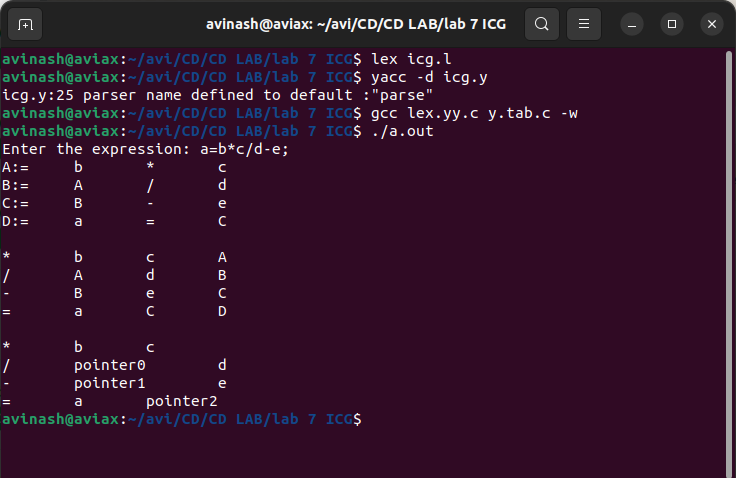 avinash@aviax: ~/avi/CD/CD LAB/lab 7 ICG
avinash@aviax:~/avi/CD/CD LAB/lab 7 ICG$ lex icg.l
avinash@aviax:~/avi/CD/CD LAB/lab 7 ICG$ yacc -d icg.y
icg.y:25 parser name defined to default :"parse"
avinash@aviax:~/avi/CD/CD LAB/lab 7 ICG$ gcc lex.yy.c y.tab.c -w
avinash@aviax:~/avi/CD/CD LAB/lab 7 ICG$ ./a.out
Enter the expression: a=b*c/d-e;
A:= b * c
B:= A / d
C:= B - e
D:= a = C
* b c A
/ A d B
- B e C
= a C D
* b c
/ pointer0 d
- pointer1 e
= a pointer2
avinash@aviax:~/avi/CD/CD LAB/lab 7 ICG$